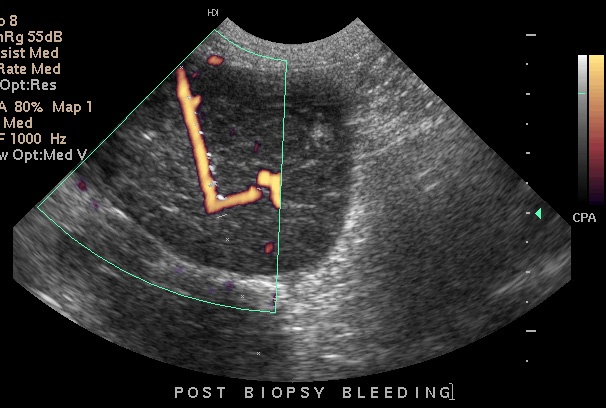 HDI
o 8
nRg 55dB
sist Med
Rate Med
Opt:Res
A 80% Map 1
Med
F 1000 Hz
w Opt:Med V
CPA
POST BIOPSY BLEEDING